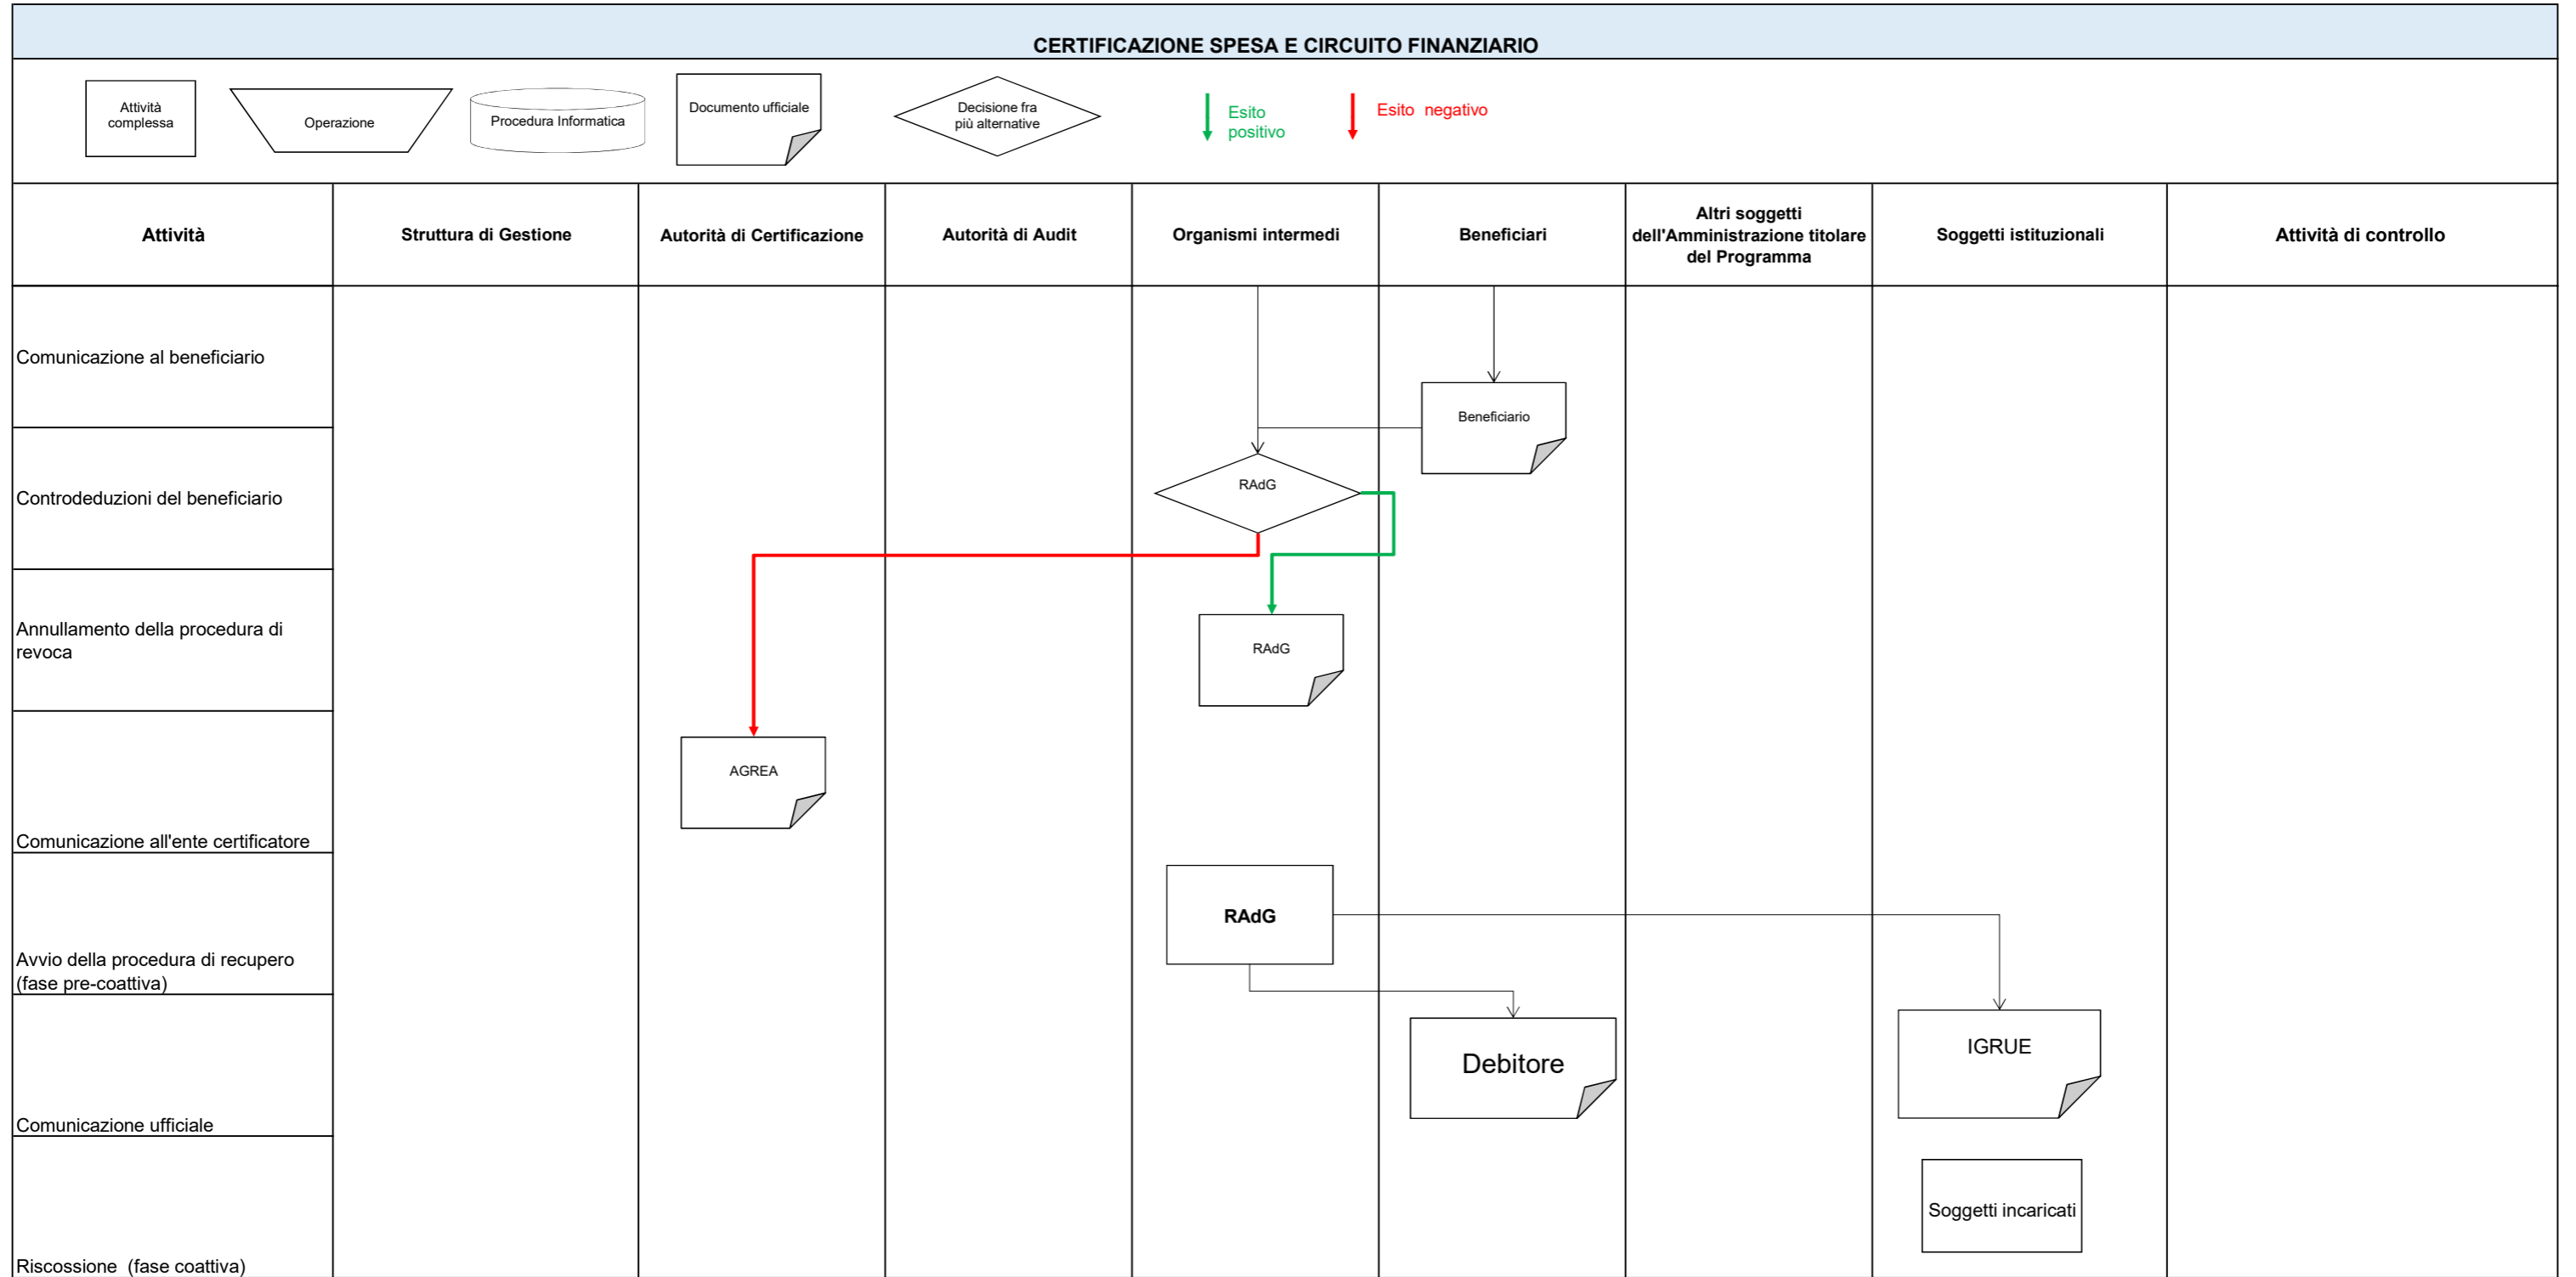 CERTIFICAZIONE SPESA E CIRCUITO FINANZIARIO
Attività
complessa
Operazione
Procedura Informatica
Documento ufficiale
Decisione fra
più alternative
Esito
positivo
Esito negativo
Attività
Struttura di Gestione
Autorità di Certificazione
Autorità di Audit
Organismi intermedi
Beneficiari
Altri soggetti
dell'Amministrazione titolare
del Programma
Soggetti istituzionali
Attività di controllo
Comunicazione al beneficiario
Beneficiario
Controdeduzioni del beneficiario
RAdG
Annullamento della procedura di
revoca
RAdG
Comunicazione all'ente certificatore
AGREA
Avvio della procedura di recupero
(fase pre-coattiva)
RAdG
Comunicazione ufficiale
Debitore
IGRUE
Riscossione (fase coattiva)
Soggetti incaricati